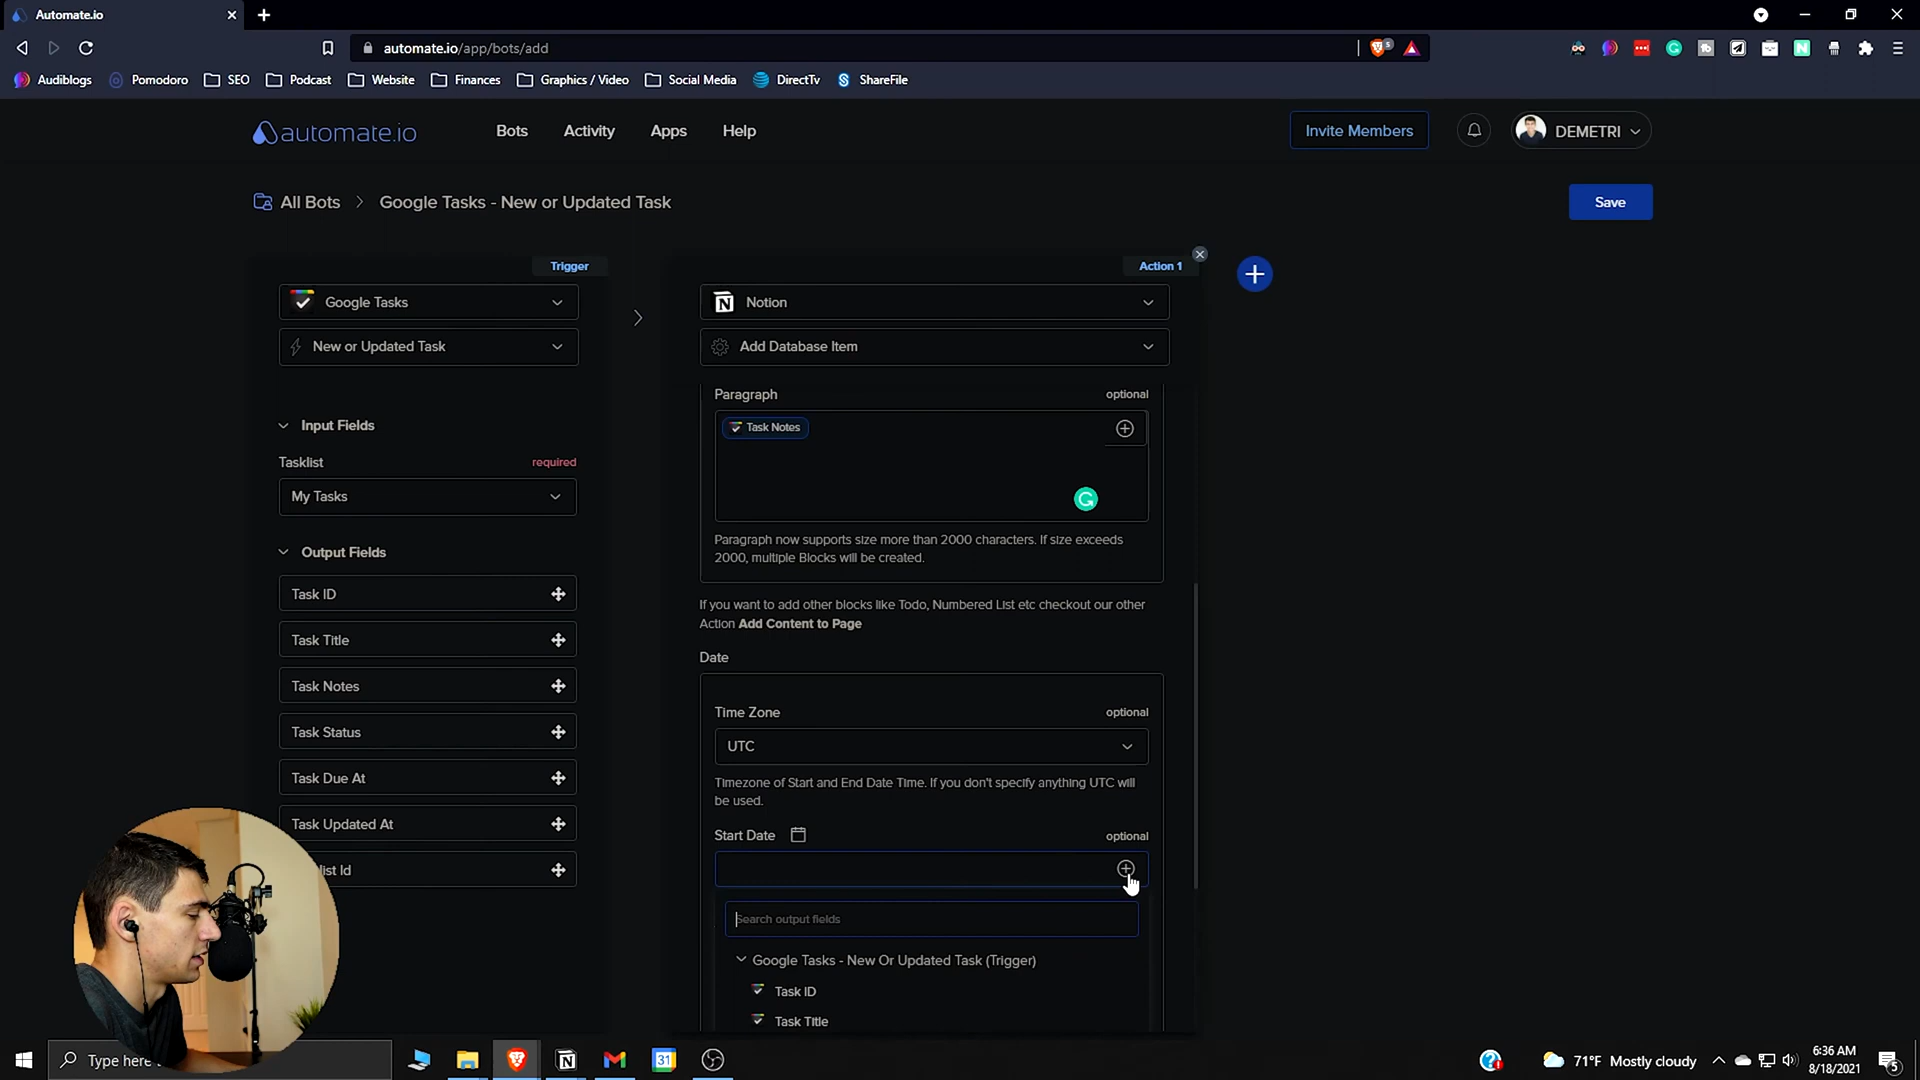 Automate.io
automate.io/app/bots/add
Audiblogs
Pomodoro
SEO
Podcast
Website
Finances
Graphics / Video
Social Media
DirectTv
ShareFile
automate.io
Bots
Activity
Apps
Help
Invite Members
DEMETRI
All Bots
Google Tasks - New or Updated Task
Save
Trigger
Google Tasks
New or Updated Task
Input Fields
Tasklist
required
My Tasks
Output Fields
Task ID
Task Title
Task Notes
Task Status
Task Due At
Task Updated At
list Id
Action 1
Notion
Add Database Item
Paragraph
optional
Task Notes
Paragraph now supports size more than 2000 characters. If size exceeds
2000, multiple Blocks will be created.
If you want to add other blocks like Todo, Numbered List etc checkout our other
Action Add Content to Page
Date
Time Zone
optional
UTC
Timezone of Start and End Date Time. If you don't specify anything UTC will
be used.
Start Date
optional
Search output fields
Google Tasks - New Or Updated Task (Trigger)
Task ID
Task Title
Type here
31
71°F Mostly cloudy
6:36 AM
8/18/2021
5